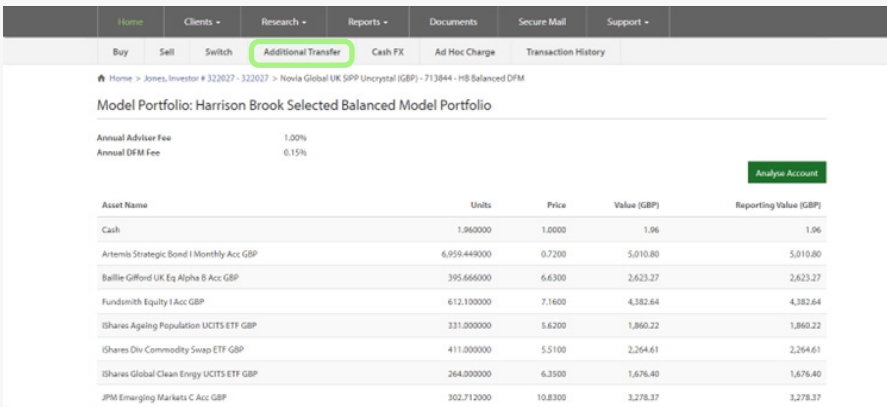 Home Clients Research Reports Documents Secure Mail Support
Buy Sell Switch Additional Transfer Cash FX Ad Hoc Charge Transaction History
Home > Jones, Investor # 322027 - 322027 > Novia Global UK SIPP Uncrystal (GBP) - 713844 - HB Balanced DFM
Model Portfolio: Harrison Brook Selected Balanced Model Portfolio
Annual Adviser Fee 1.00%
Annual DFM Fee 0.15%
Analyse Account
Asset Name Units Price Value (GBP) Reporting Value (GBP)
Cash 1.960000 1.0000 1.96 1.96
Artemis Strategic Bond I Monthly Acc GBP 6,959.449000 0.7200 5,010.80 5,010.80
Baillie Gifford UK Eq Alpha B Acc GBP 395.666000 6.6300 2,623.27 2,623.27
Fundsmith Equity I Acc GBP 612.100000 7.1600 4,382.64 4,382.64
iShares Ageing Population UCITS ETF GBP 331.000000 5.6200 1,860.22 1,860.22
iShares Div Commodity Swap ETF GBP 411.000000 5.5100 2,264.61 2,264.61
iShares Global Clean Enrgy UCITS ETF GBP 264.000000 6.3500 1,676.40 1,676.40
JPM Emerging Markets C Acc GBP 302.712000 10.8300 3,278.37 3,278.37